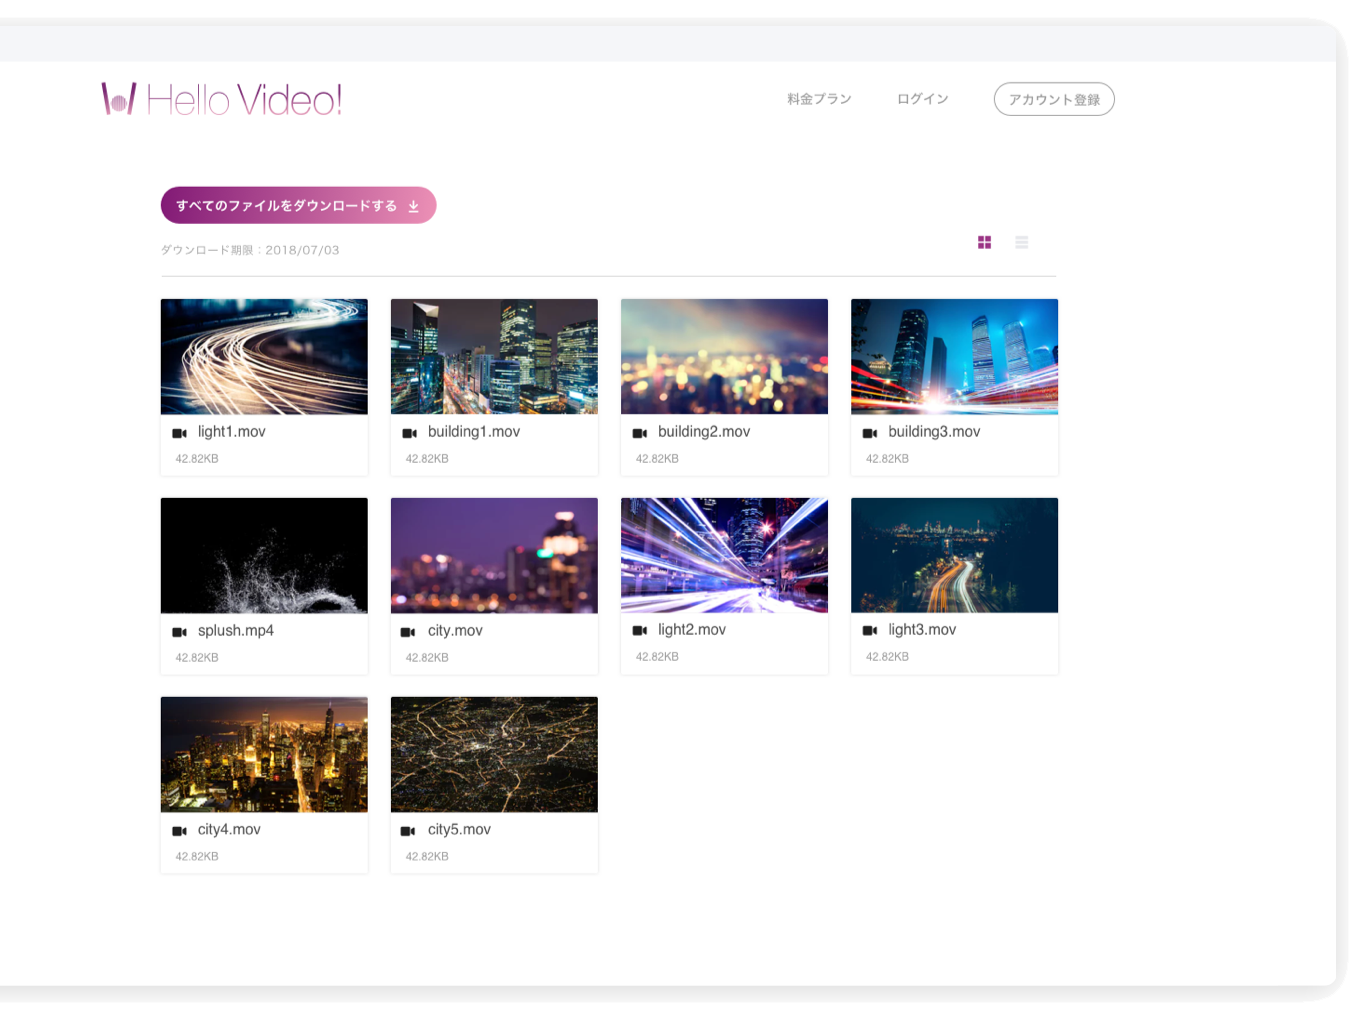 Hello Video!
料金プラン
ログイン
アカウント登録
すべてのファイルをダウンロードする
ダウンロード期限：2018/07/03
light1.mov
42.82KB
building1.mov
42.82KB
building2.mov
42.82KB
building3.mov
42.82KB
splush.mp4
42.82KB
city.mov
42.82KB
light2.mov
42.82KB
light3.mov
42.82KB
city4.mov
42.82KB
city5.mov
42.82KB